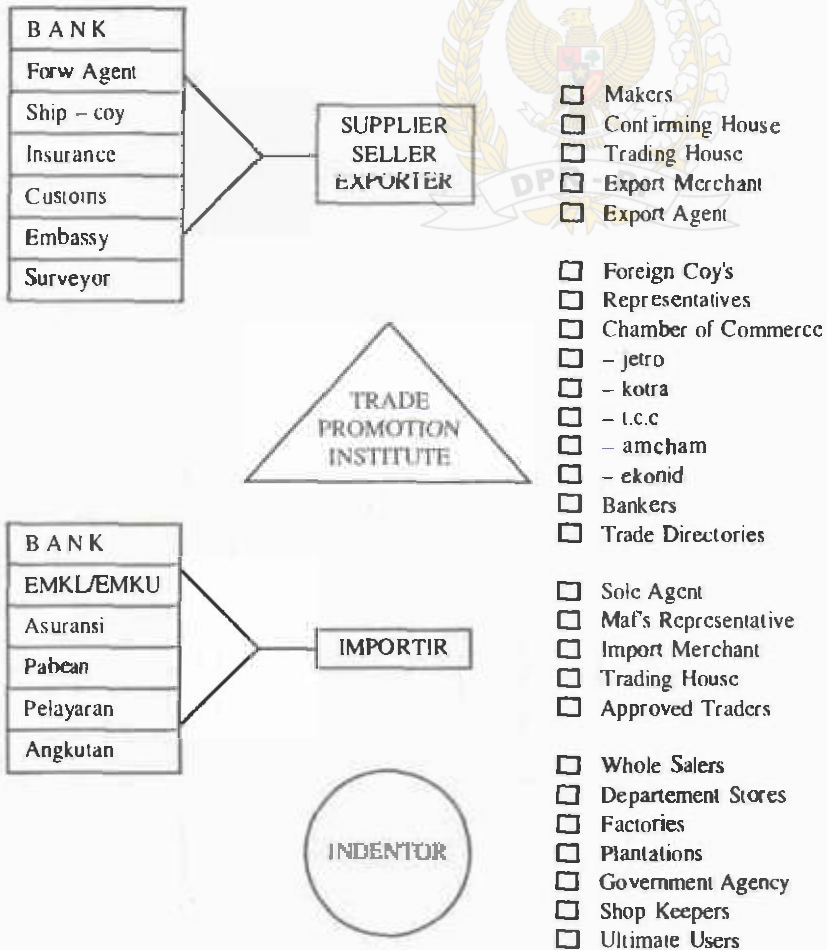 BANK
Forw Agent
Ship – coy
Insurance
Customs
Embassy
Surveyor
SUPPLIER
SELLER
EXPORTER
DPR - RI
☐ Makers
☐ Confirming House
☐ Trading House
☐ Export Merchant
☐ Export Agent
☐ Foreign Coy's
☐ Representatives
☐ Chamber of Commerce
☐ – jetro
☐ – kotra
☐ – t.c.c
☐ – amcham
☐ – ekonid
☐ Bankers
☐ Trade Directories
TRADE
PROMOTION
INSTITUTE
BANK
EMKL/EMKU
Asuransi
Pabean
Pelayaran
Angkutan
IMPORTIR
☐ Sole Agent
☐ Maf's Representative
☐ Import Merchant
☐ Trading House
☐ Approved Traders
INDENTOR
☐ Whole Salers
☐ Departement Stores
☐ Factories
☐ Plantations
☐ Government Agency
☐ Shop Keepers
☐ Ultimate Users